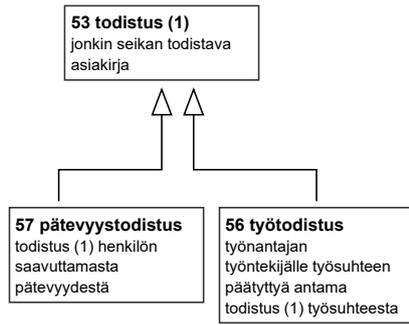 53 todistus (1)
jonkin seikan todistava
asiakirja
57 pätevyystodistus
todistus (1) henkilön
saavuttamasta
pätevyydestä
56 työtodistus
työnantajan
työntekijälle työsuhteen
päätyttyä antama
todistus (1) työsuhteesta